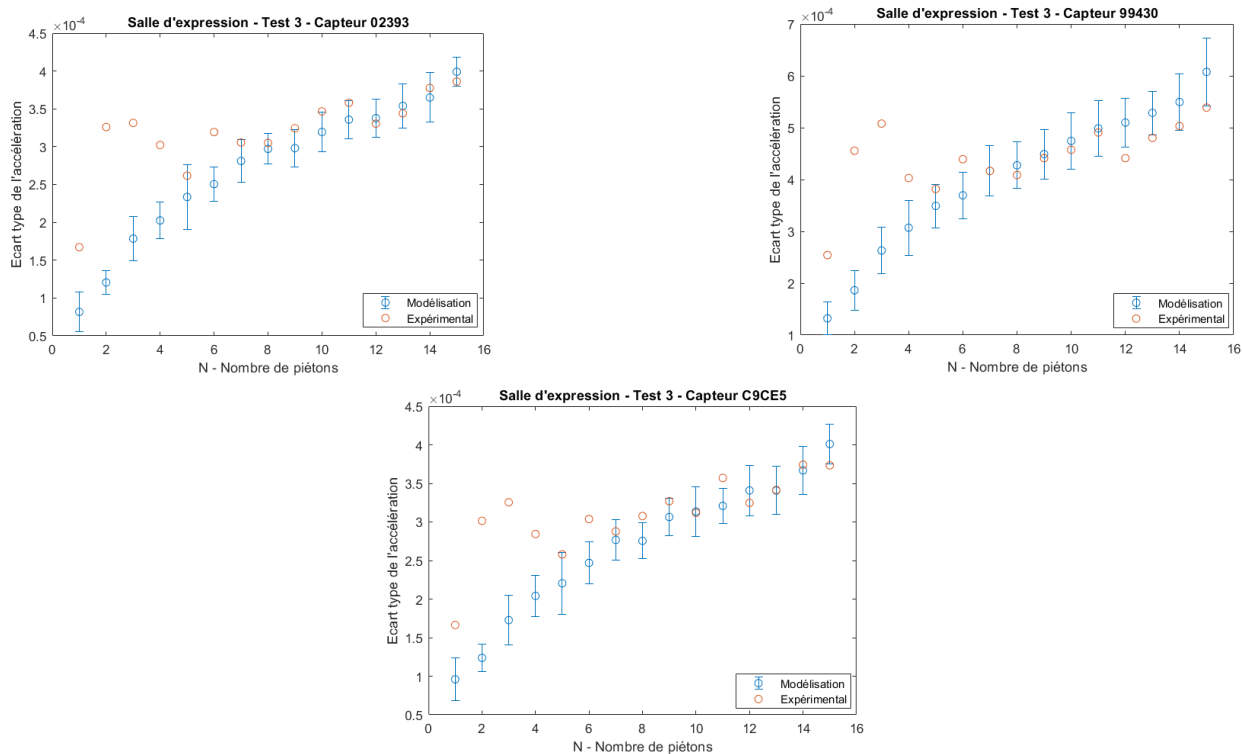 Salle d'expression - Test 3 - Capteur 02393
×10⁻⁴
4.5
4
3.5
3
2.5
2
1.5
1
0.5
Ecart type de l'accélération
0 2 4 6 8 10 12 14 16
N - Nombre de piétons
Modélisation
Expérimental
Salle d'expression - Test 3 - Capteur 99430
×10⁻⁴
7
6
5
4
3
2
1
Ecart type de l'accélération
0 2 4 6 8 10 12 14 16
N - Nombre de piétons
Modélisation
Expérimental
Salle d'expression - Test 3 - Capteur C9CE5
×10⁻⁴
4.5
4
3.5
3
2.5
2
1.5
1
0.5
Ecart type de l'accélération
0 2 4 6 8 10 12 14 16
N - Nombre de piétons
Modélisation
Expérimental